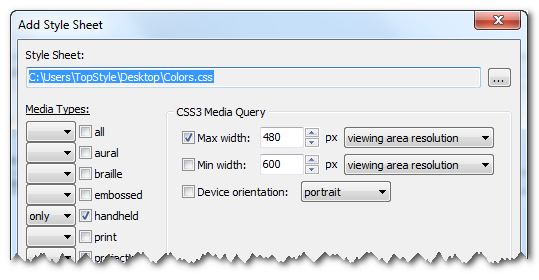 Add Style Sheet
Style Sheet:
C:\Users\TopStyle\Desktop\Colors.css
...
Media Types:
CSS3 Media Query
all
Max width: 480 px viewing area resolution
aural
braille
Min width: 600 px viewing area resolution
embossed
Device orientation: portrait
only handheld
print